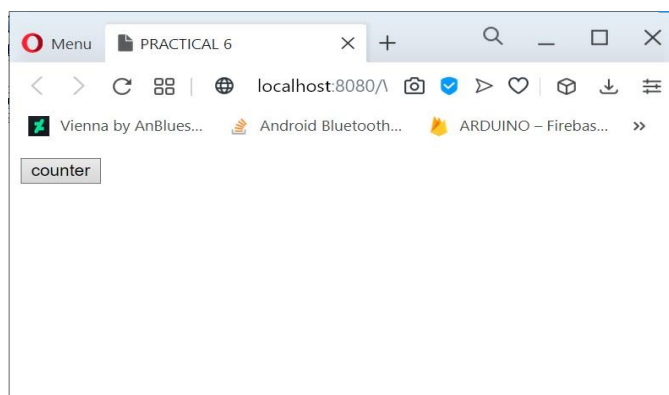 Menu PRACTICAL 6
localhost:8080/\
Vienna by AnBlues... Android Bluetooth... ARDUINO – Firebas... »
counter